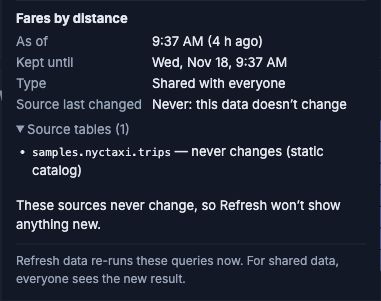 Fares by distance
As of 9:37 AM (4 h ago)
Kept until Wed, Nov 18, 9:37 AM
Type Shared with everyone
Source last changed Never: this data doesn’t change
▼ Source tables (1)
• samples.nyctaxi.trips — never changes (static
catalog)
These sources never change, so Refresh won’t show
anything new.
Refresh data re-runs these queries now. For shared data,
everyone sees the new result.